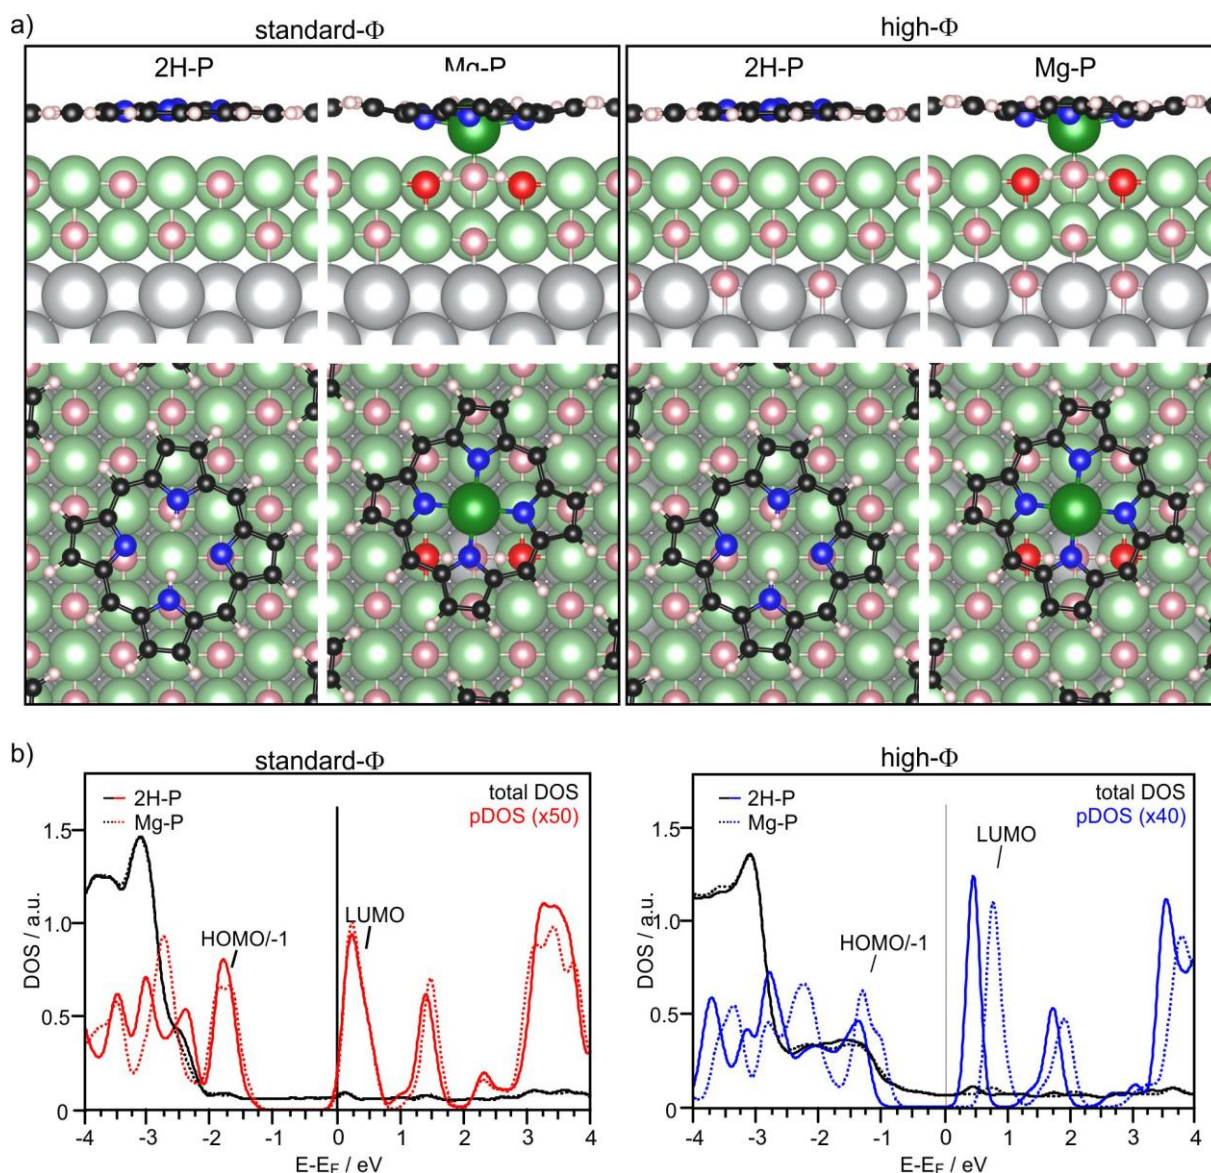 a)
standard-Φ
high-Φ
2H-P
Mg-P
2H-P
Mg-P
b)
standard-Φ
2H-P
Mg-P
total DOS
pDOS (x50)
HOMO/-1
LUMO
DOS / a.u.
1.5
1.0
0.5
0
-4
-3
-2
-1
0
1
2
3
4
E-EF / eV
high-Φ
2H-P
Mg-P
total DOS
pDOS (x40)
LUMO
HOMO/-1
DOS / a.u.
1.5
1.0
0.5
0
-4
-3
-2
-1
0
1
2
3
4
E-EF / eV